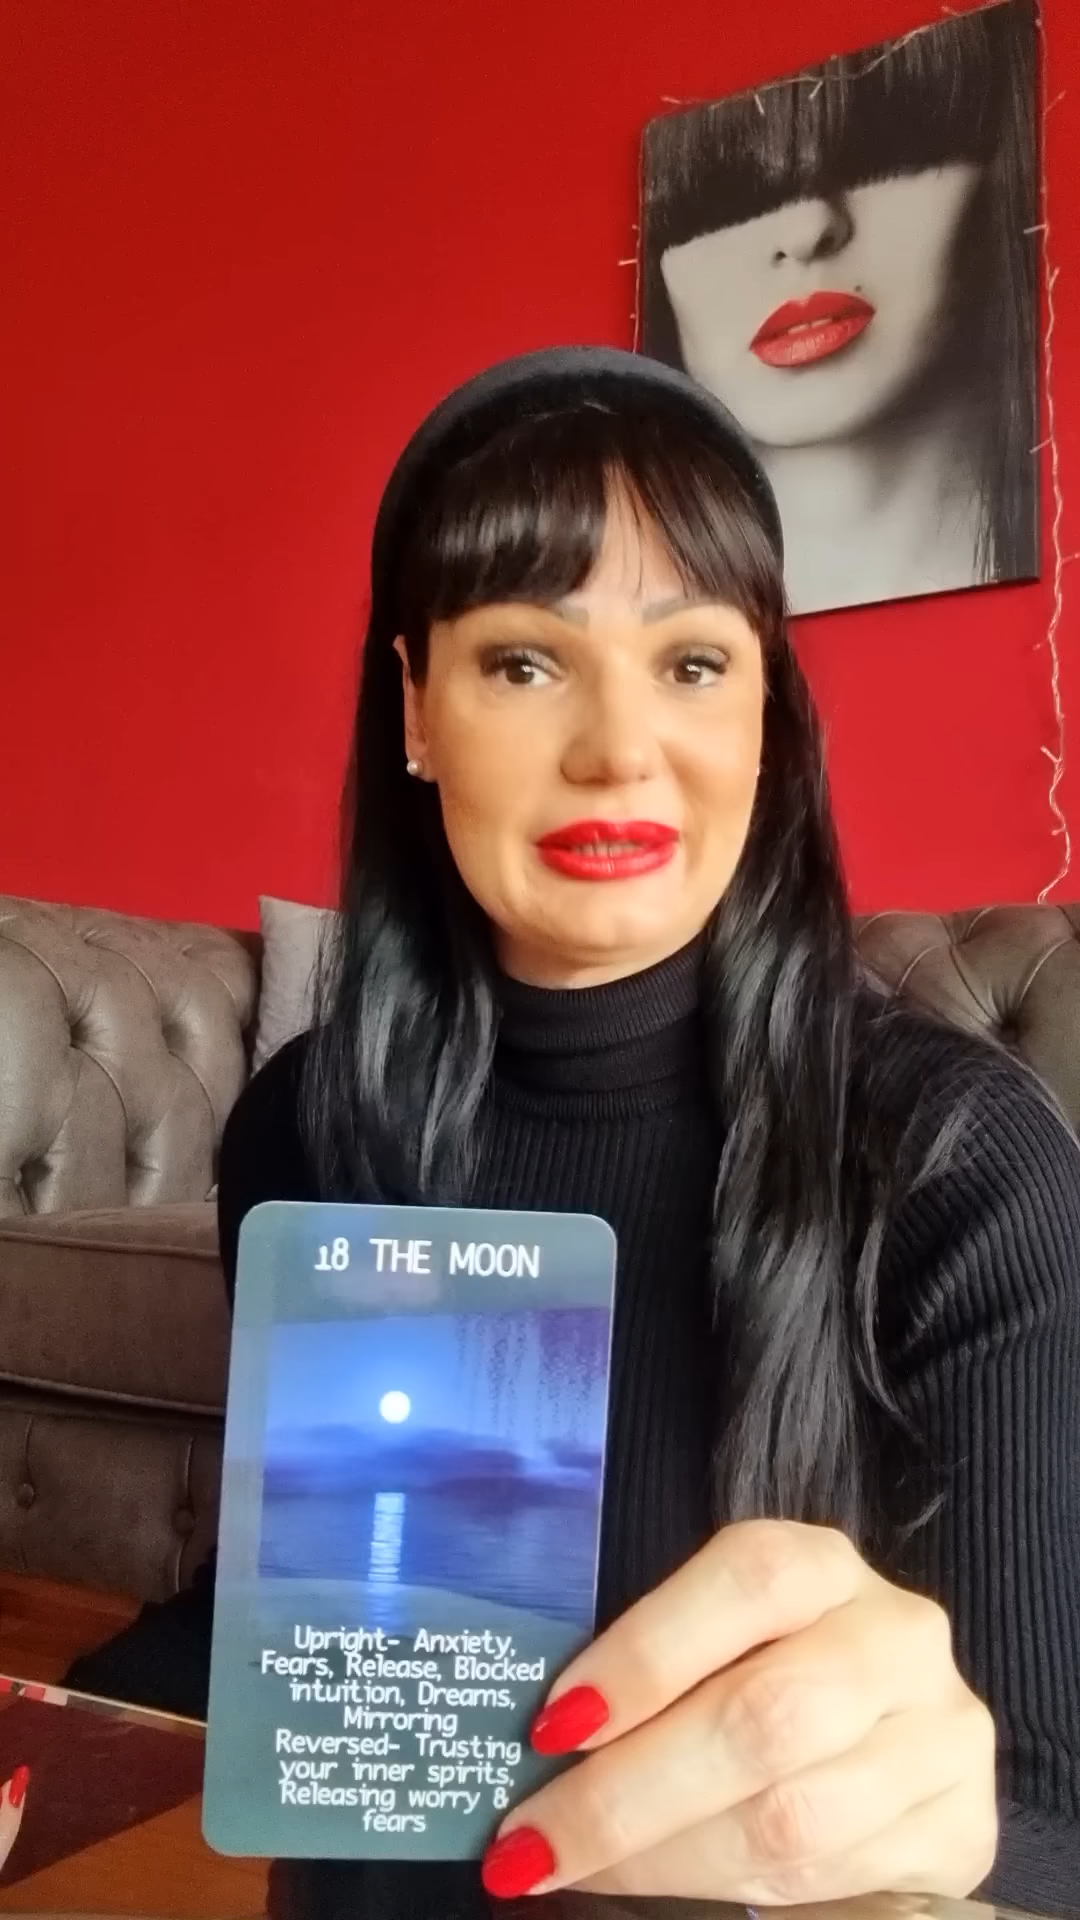 18 THE MOON
Upright- Anxiety,
Fears, Release, Blocked
intuition, Dreams,
Mirroring
Reversed- Trusting
your inner spirits,
Releasing worry &
fears